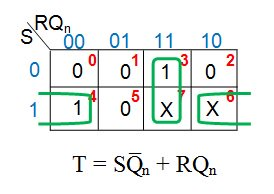 RQn
S
00 01 11 10
0 0 0 0 1 1 3 0 2
1 1 4 0 5 X 7 X 6
T = SQ̅n + RQn